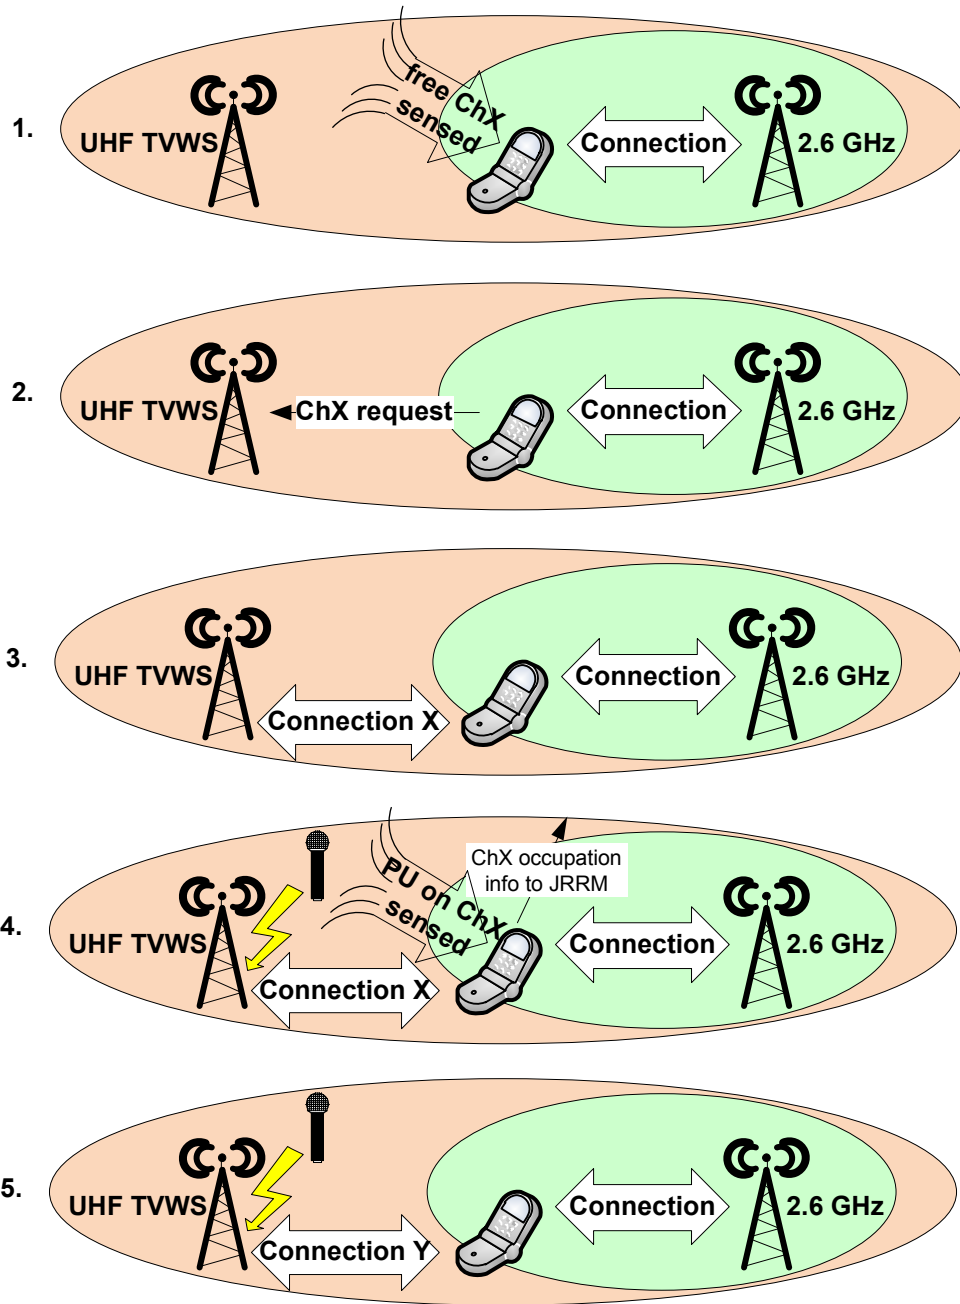 1.
UHF TVWS
free ChX
sensed
Connection
2.6 GHz
2.
UHF TVWS
ChX request
Connection
2.6 GHz
3.
UHF TVWS
Connection X
Connection
2.6 GHz
4.
UHF TVWS
PU on ChX
sensed
ChX occupation
info to JRRM
Connection X
Connection
2.6 GHz
5.
UHF TVWS
Connection Y
Connection
2.6 GHz